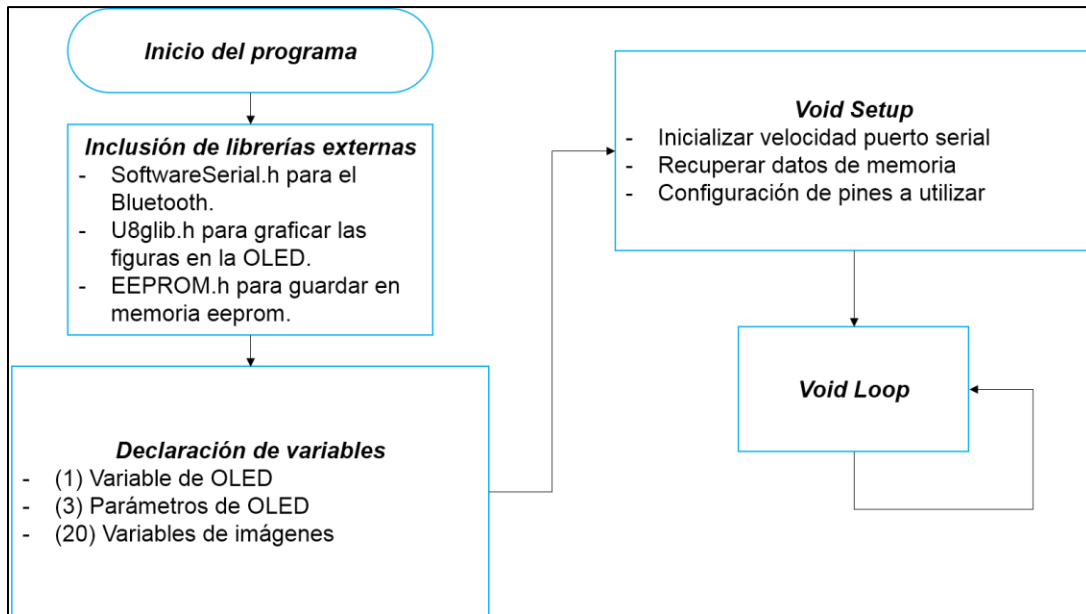 Inicio del programa
Inclusión de librerías externas
- SoftwareSerial.h para el
Bluetooth.
- U8glib.h para graficar las
figuras en la OLED.
- EEPROM.h para guardar en
memoria eeprom.
Declaración de variables
- (1) Variable de OLED
- (3) Parámetros de OLED
- (20) Variables de imágenes
Void Setup
- Inicializar velocidad puerto serial
- Recuperar datos de memoria
- Configuración de pines a utilizar
Void Loop